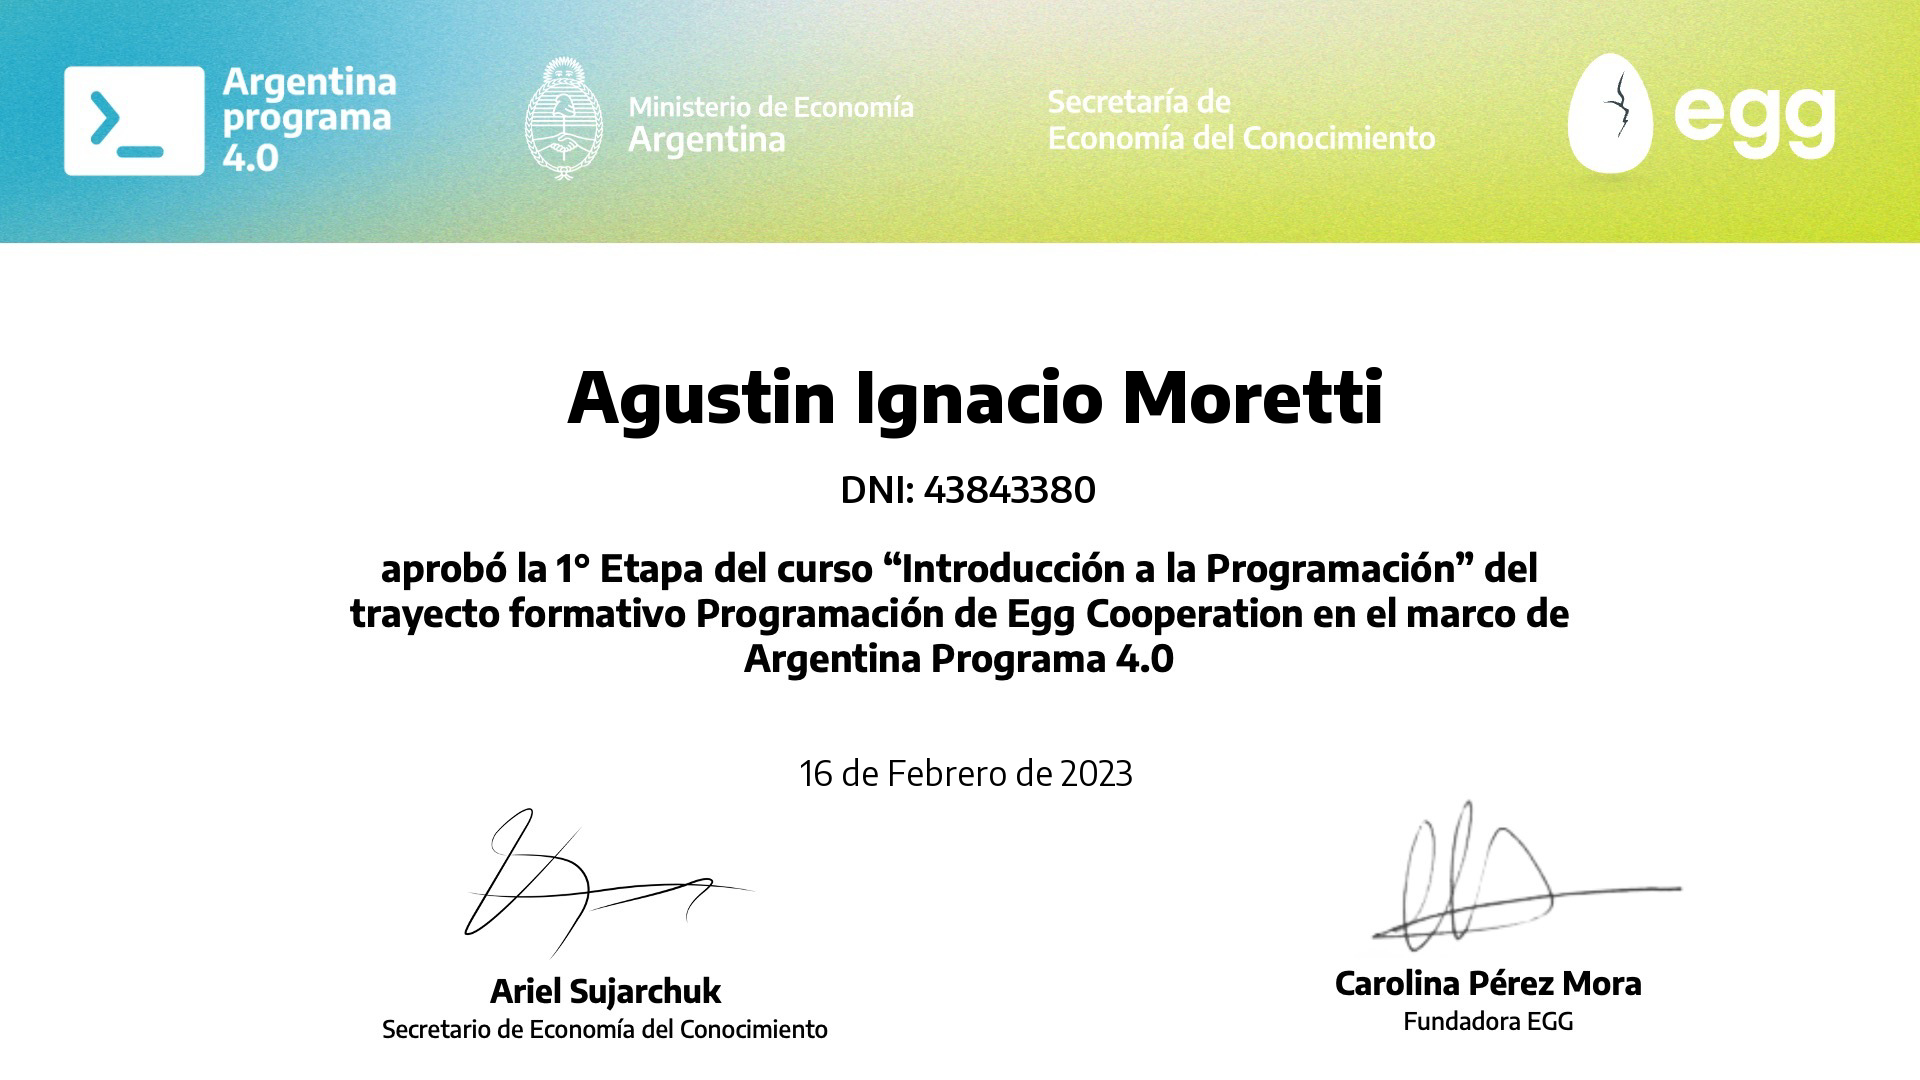 Argentina
programa
4.0
Ministerio de Economía
Argentina
Secretaría de
Economía del Conocimiento
egg
Agustin Ignacio Moretti
DNI: 43843380
aprobó la 1° Etapa del curso “Introducción a la Programación” del
trayecto formativo Programación de Egg Cooperation en el marco de
Argentina Programa 4.0
16 de Febrero de 2023
Ariel Sujarchuk
Secretario de Economía del Conocimiento
Carolina Pérez Mora
Fundadora EGG